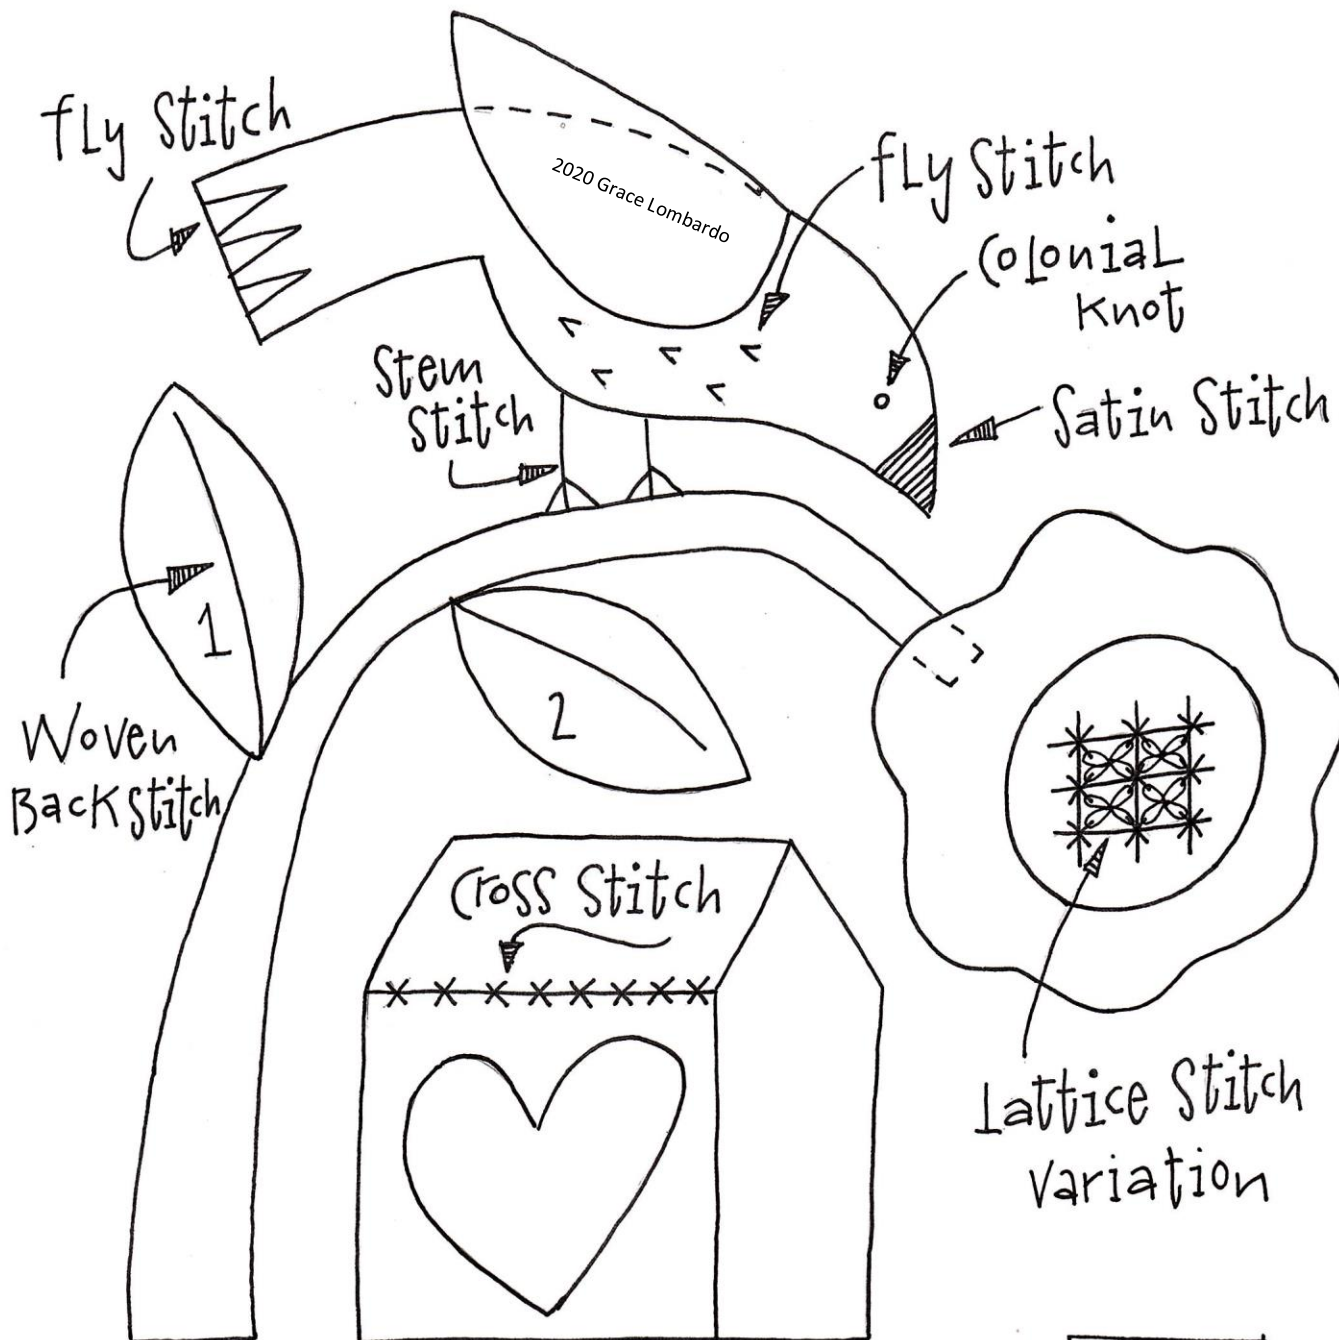 fLy Stitch
2020 Grace Lombardo
fLy Stitch
ColoniaL
Knot
Stem
Stitch
Satin Stitch
1
2
Woven
BackStitch
Cross Stitch
Lattice Stitch
Variation